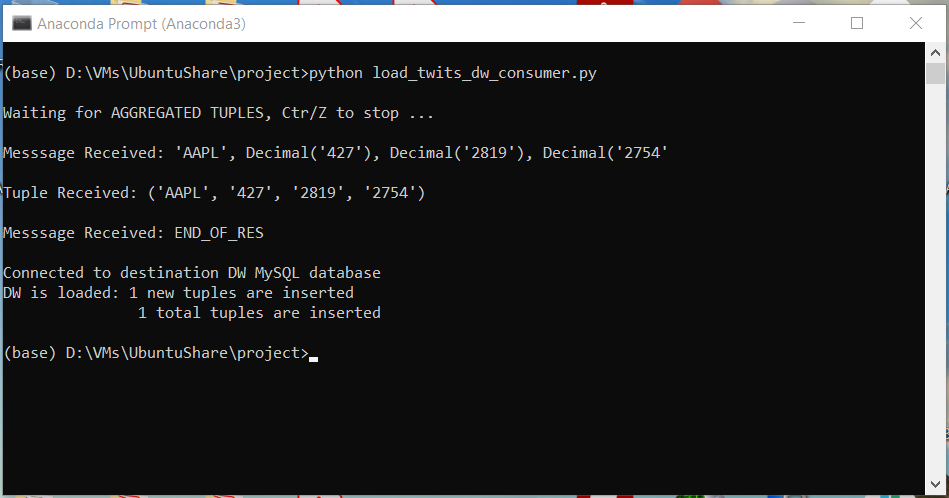 Anaconda Prompt (Anaconda3)
(base) D:\VMs\UbuntuShare\project>python load_twits_dw_consumer.py
Waiting for AGGREGATED TUPLES, Ctr/Z to stop ...
Messsage Received: 'AAPL', Decimal('427'), Decimal('2819'), Decimal('2754'
Tuple Received: ('AAPL', '427', '2819', '2754')
Messsage Received: END_OF_RES
Connected to destination DW MySQL database
DW is loaded: 1 new tuples are inserted
1 total tuples are inserted
(base) D:\VMs\UbuntuShare\project>